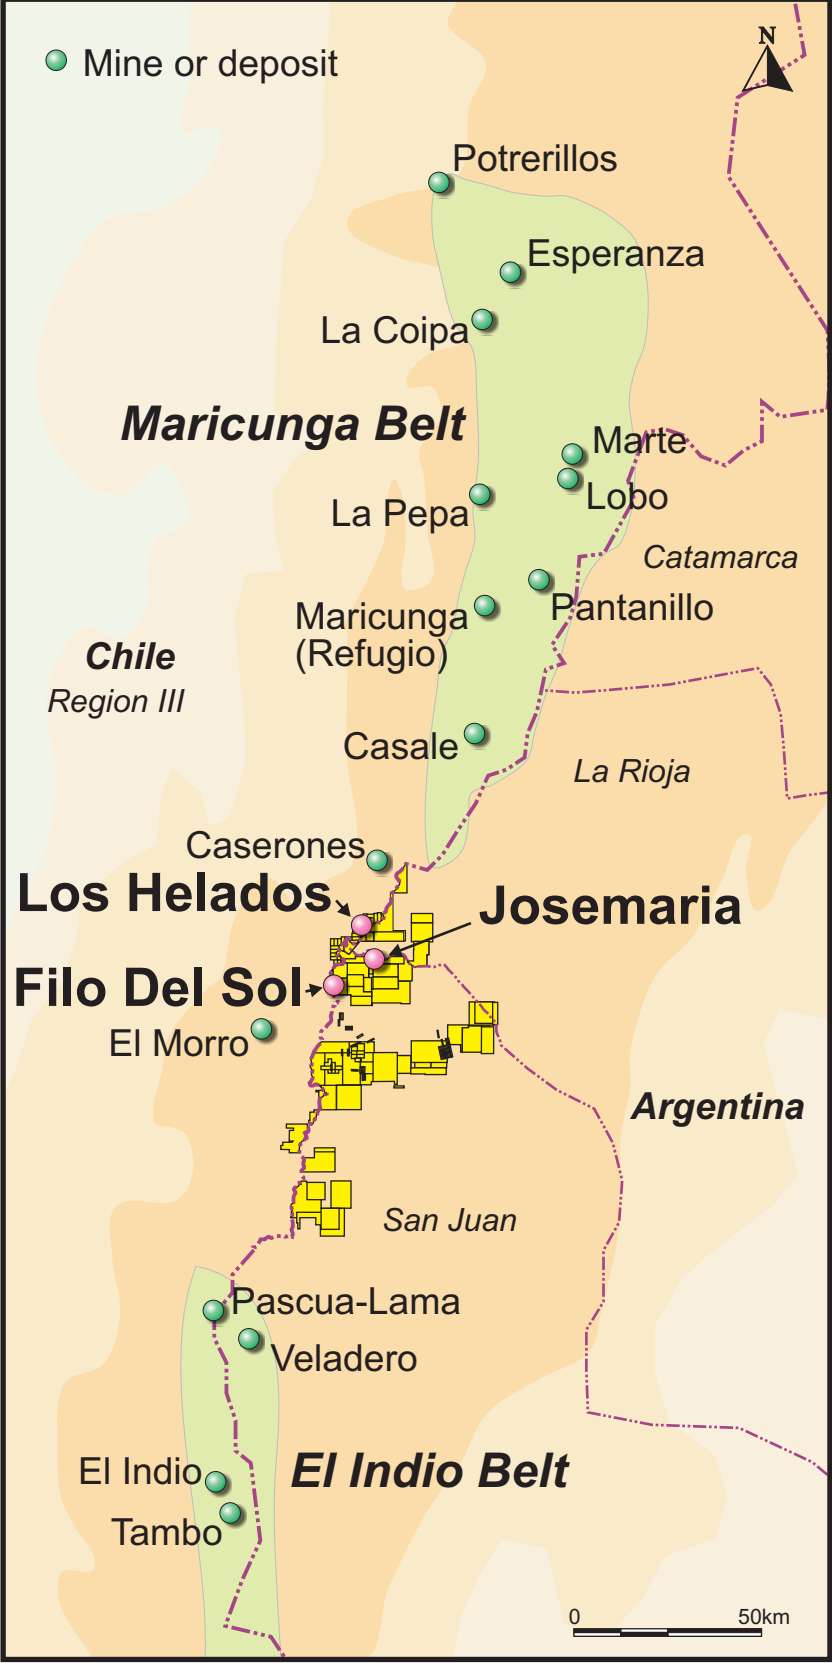 N
Mine or deposit
Potrerillos
Esperanza
La Coipa
Maricunga Belt
Marte
Lobo
La Pepa
Catamarca
Pantanillo
Maricunga
(Refugio)
Chile
Region III
Casale
La Rioja
Caserones
Los Helados
Josemaria
Filo Del Sol
El Morro
Argentina
San Juan
Pascua-Lama
Veladero
El Indio
El Indio Belt
Tambo
0 50km